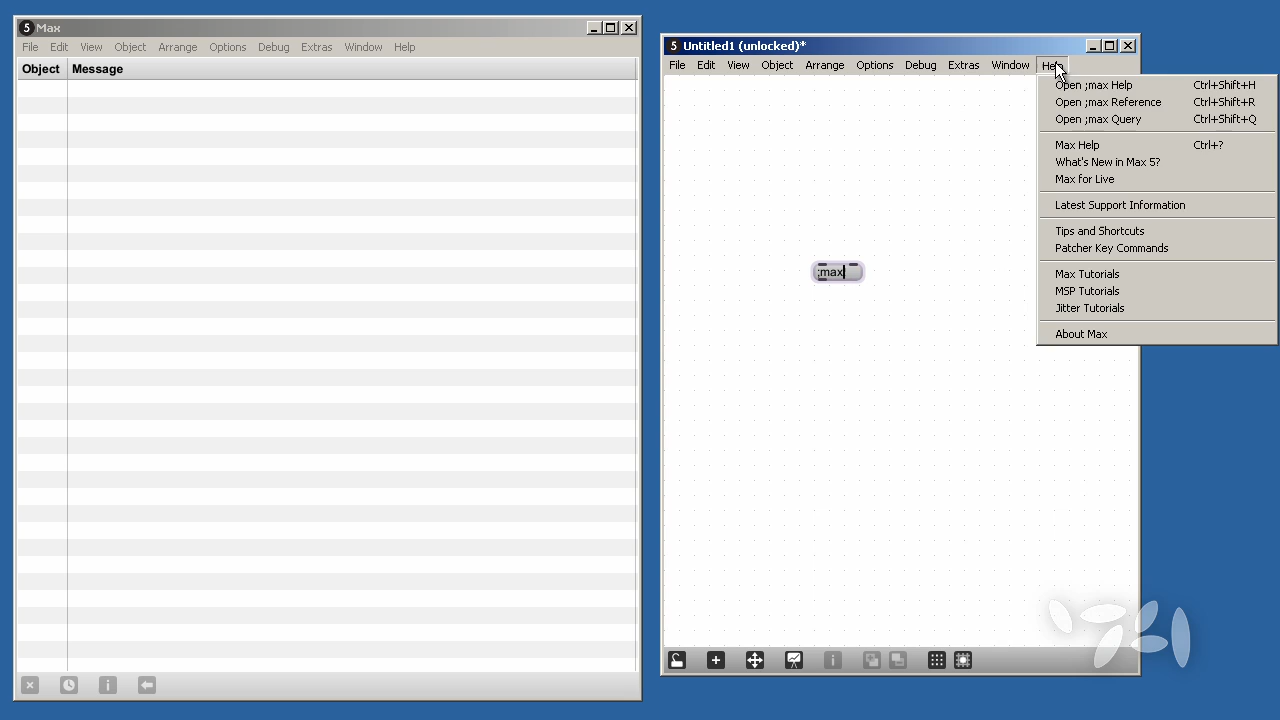 5 Max
File Edit View Object Arrange Options Debug Extras Window Help
Object Message
5 Untitled1 (unlocked)*
File Edit View Object Arrange Options Debug Extras Window Help
Open ;max Help Ctrl+Shift+H
Open ;max Reference Ctrl+Shift+R
Open ;max Query Ctrl+Shift+Q
Max Help Ctrl+?
What's New in Max 5?
Max for Live
Latest Support Information
Tips and Shortcuts
Patcher Key Commands
Max Tutorials
MSP Tutorials
Jitter Tutorials
About Max
;max